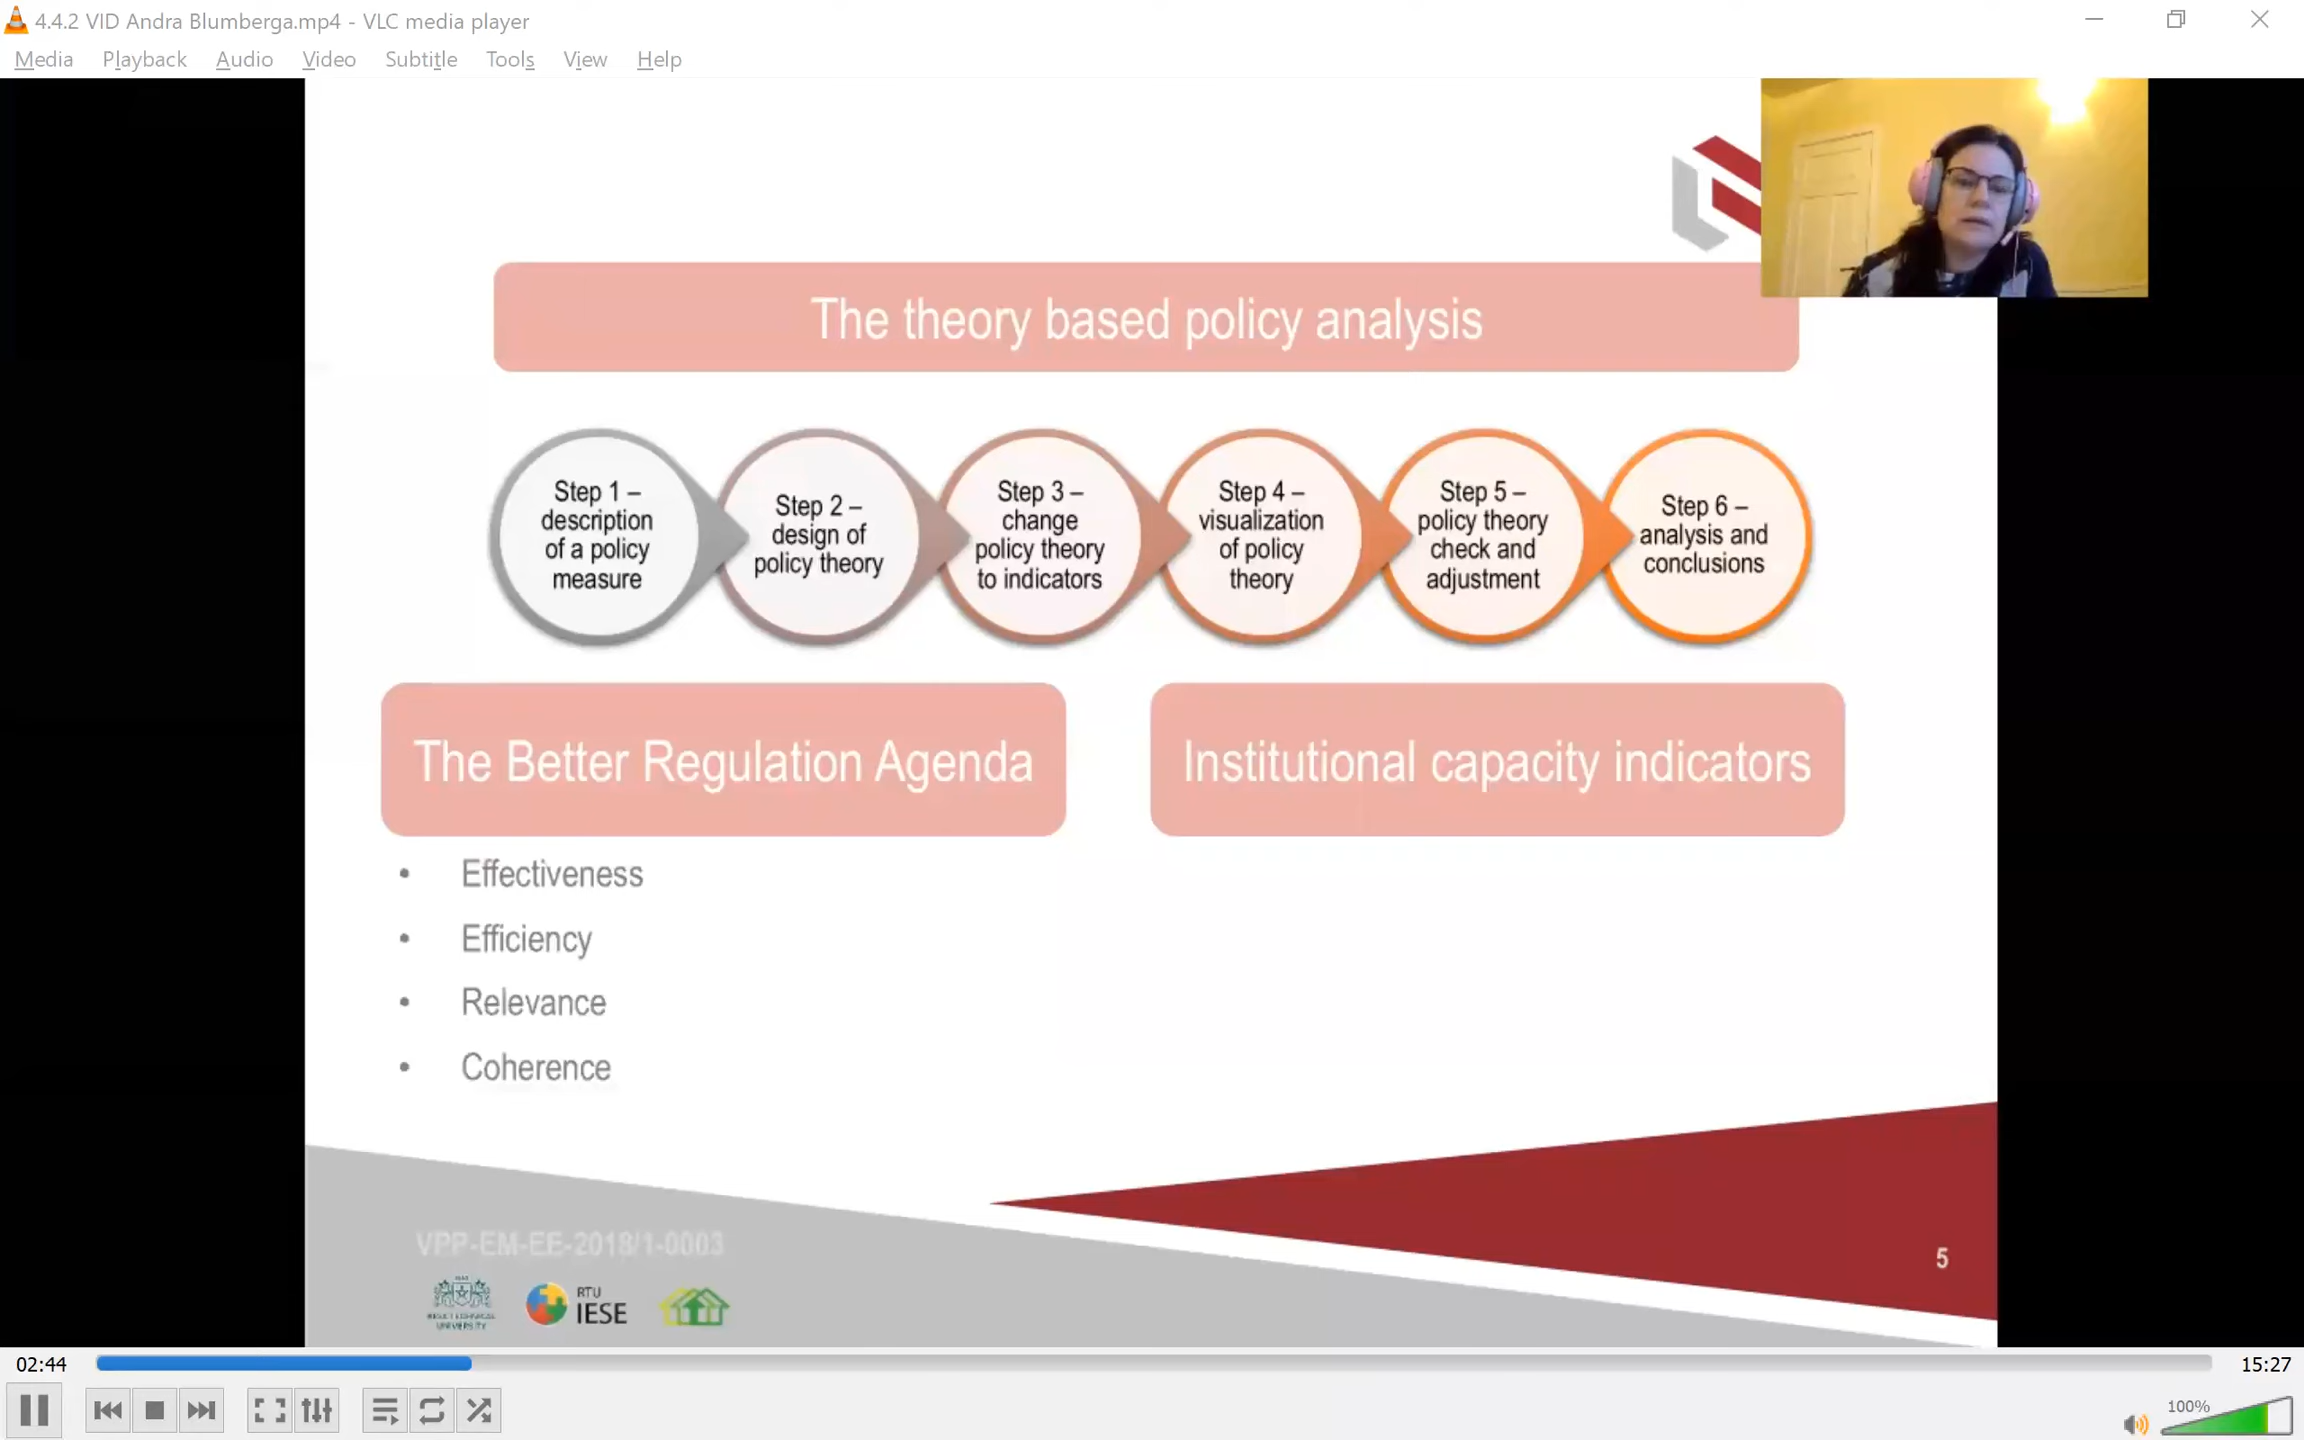 4.4.2 VID Andra Blumberga.mp4 - VLC media player
Media Playback Audio Video Subtitle Tools View Help
The theory based policy analysis
Step 1 –
description
of a policy
measure
Step 2 –
design of
policy theory
Step 3 –
change
policy theory
to indicators
Step 4 –
visualization
of policy
theory
Step 5 –
policy theory
check and
adjustment
Step 6 –
analysis and
conclusions
The Better Regulation Agenda
• Effectiveness
• Efficiency
• Relevance
• Coherence
Institutional capacity indicators
VPP-EM-EE-2018/1-0003
UNIVERSITY
RTU
IESE
5
02:44
15:27
100%